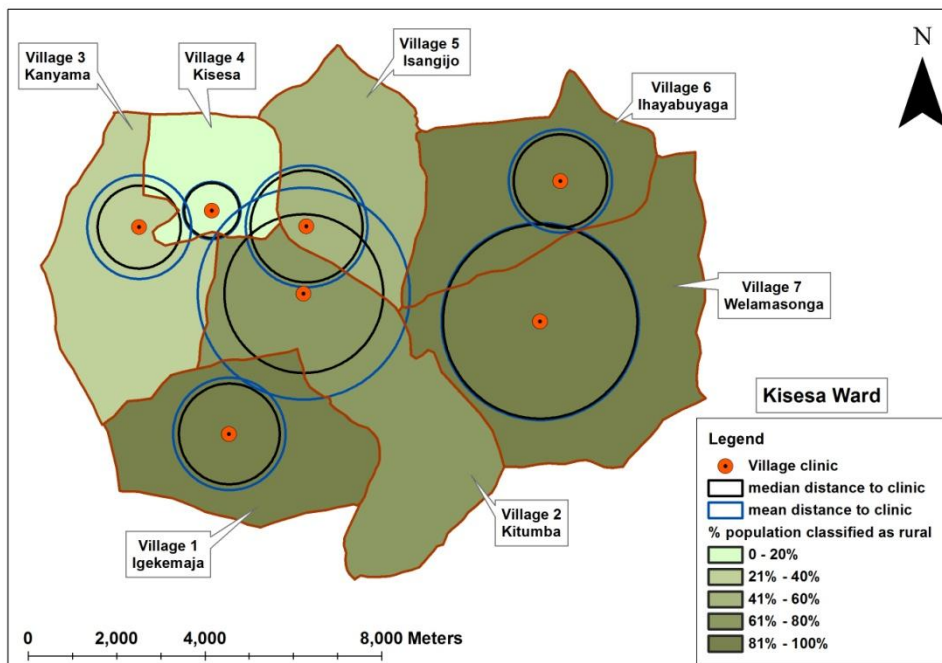 Village 3
Kanyama
Village 4
Kisesa
Village 5
Isangijo
Village 6
Ihayabuyaga
N
Village 7
Welamasonga
Village 2
Kitumba
Village 1
Igekemaja
Kisesa Ward
Legend
Village clinic
median distance to clinic
mean distance to clinic
% population classified as rural
0 - 20%
21% - 40%
41% - 60%
61% - 80%
81% - 100%
0 2,000 4,000 8,000 Meters